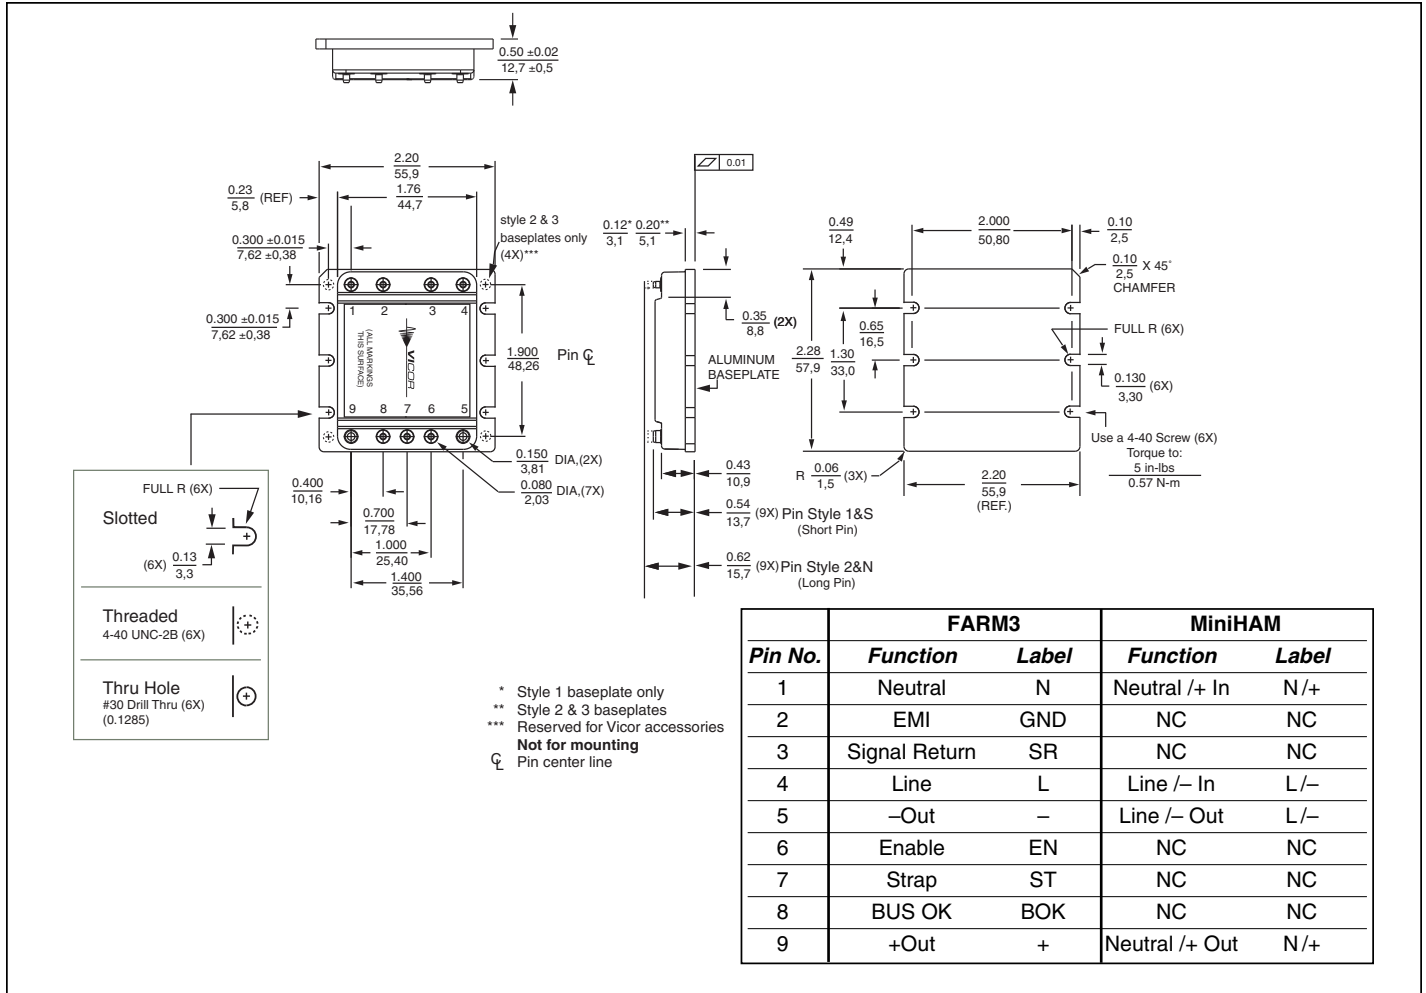 0.50 ±0.02
12,7 ±0,5
2.20
55,9
0.01
0.23 (REF)
5,8
1.76
44,7
style 2 & 3
baseplates only
(4X)***
0.12* 0.20**
3,1 5,1
0.49
12,4
2.000
50,80
0.10
2,5
0.300 ±0.015
7,62 ±0,38
0.10 X 45°
2,5
CHAMFER
1 2 3 4
0.300 ±0.015
7,62 ±0,38
0.35 (2X)
8,8
0.65
16,5
FULL R (6X)
(ALL MARKINGS
THIS SURFACE)
VICOR
1.900
48,26
Pin ℄
ALUMINUM
BASEPLATE
2.28
57,9
1.30
33,0
0.130 (6X)
3,30
9 8 7 6 5
Use a 4-40 Screw (6X)
Torque to:
5 in-lbs
0.57 N-m
0.150 DIA,(2X)
3,81
0.080 DIA,(7X)
2,03
0.43
10,9
R 0.06 (3X)
1,5
2.20
55,9
(REF.)
0.400
10,16
0.700
17,78
1.000
25,40
1.400
35,56
0.54 (9X) Pin Style 1&S
13,7
(Short Pin)
0.62 (9X) Pin Style 2&N
15,7
(Long Pin)
FULL R (6X)
Slotted
(6X) 0.13
3,3
Threaded
4-40 UNC-2B (6X)
Thru Hole
#30 Drill Thru (6X)
(0.1285)
* Style 1 baseplate only
** Style 2 & 3 baseplates
*** Reserved for Vicor accessories
Not for mounting
℄ Pin center line
FARM3 MiniHAM
Pin No. Function Label Function Label
1 Neutral N Neutral /+ In N /+
2 EMI GND NC NC
3 Signal Return SR NC NC
4 Line L Line /– In L /–
5 –Out – Line /– Out L /–
6 Enable EN NC NC
7 Strap ST NC NC
8 BUS OK BOK NC NC
9 +Out + Neutral /+ Out N /+